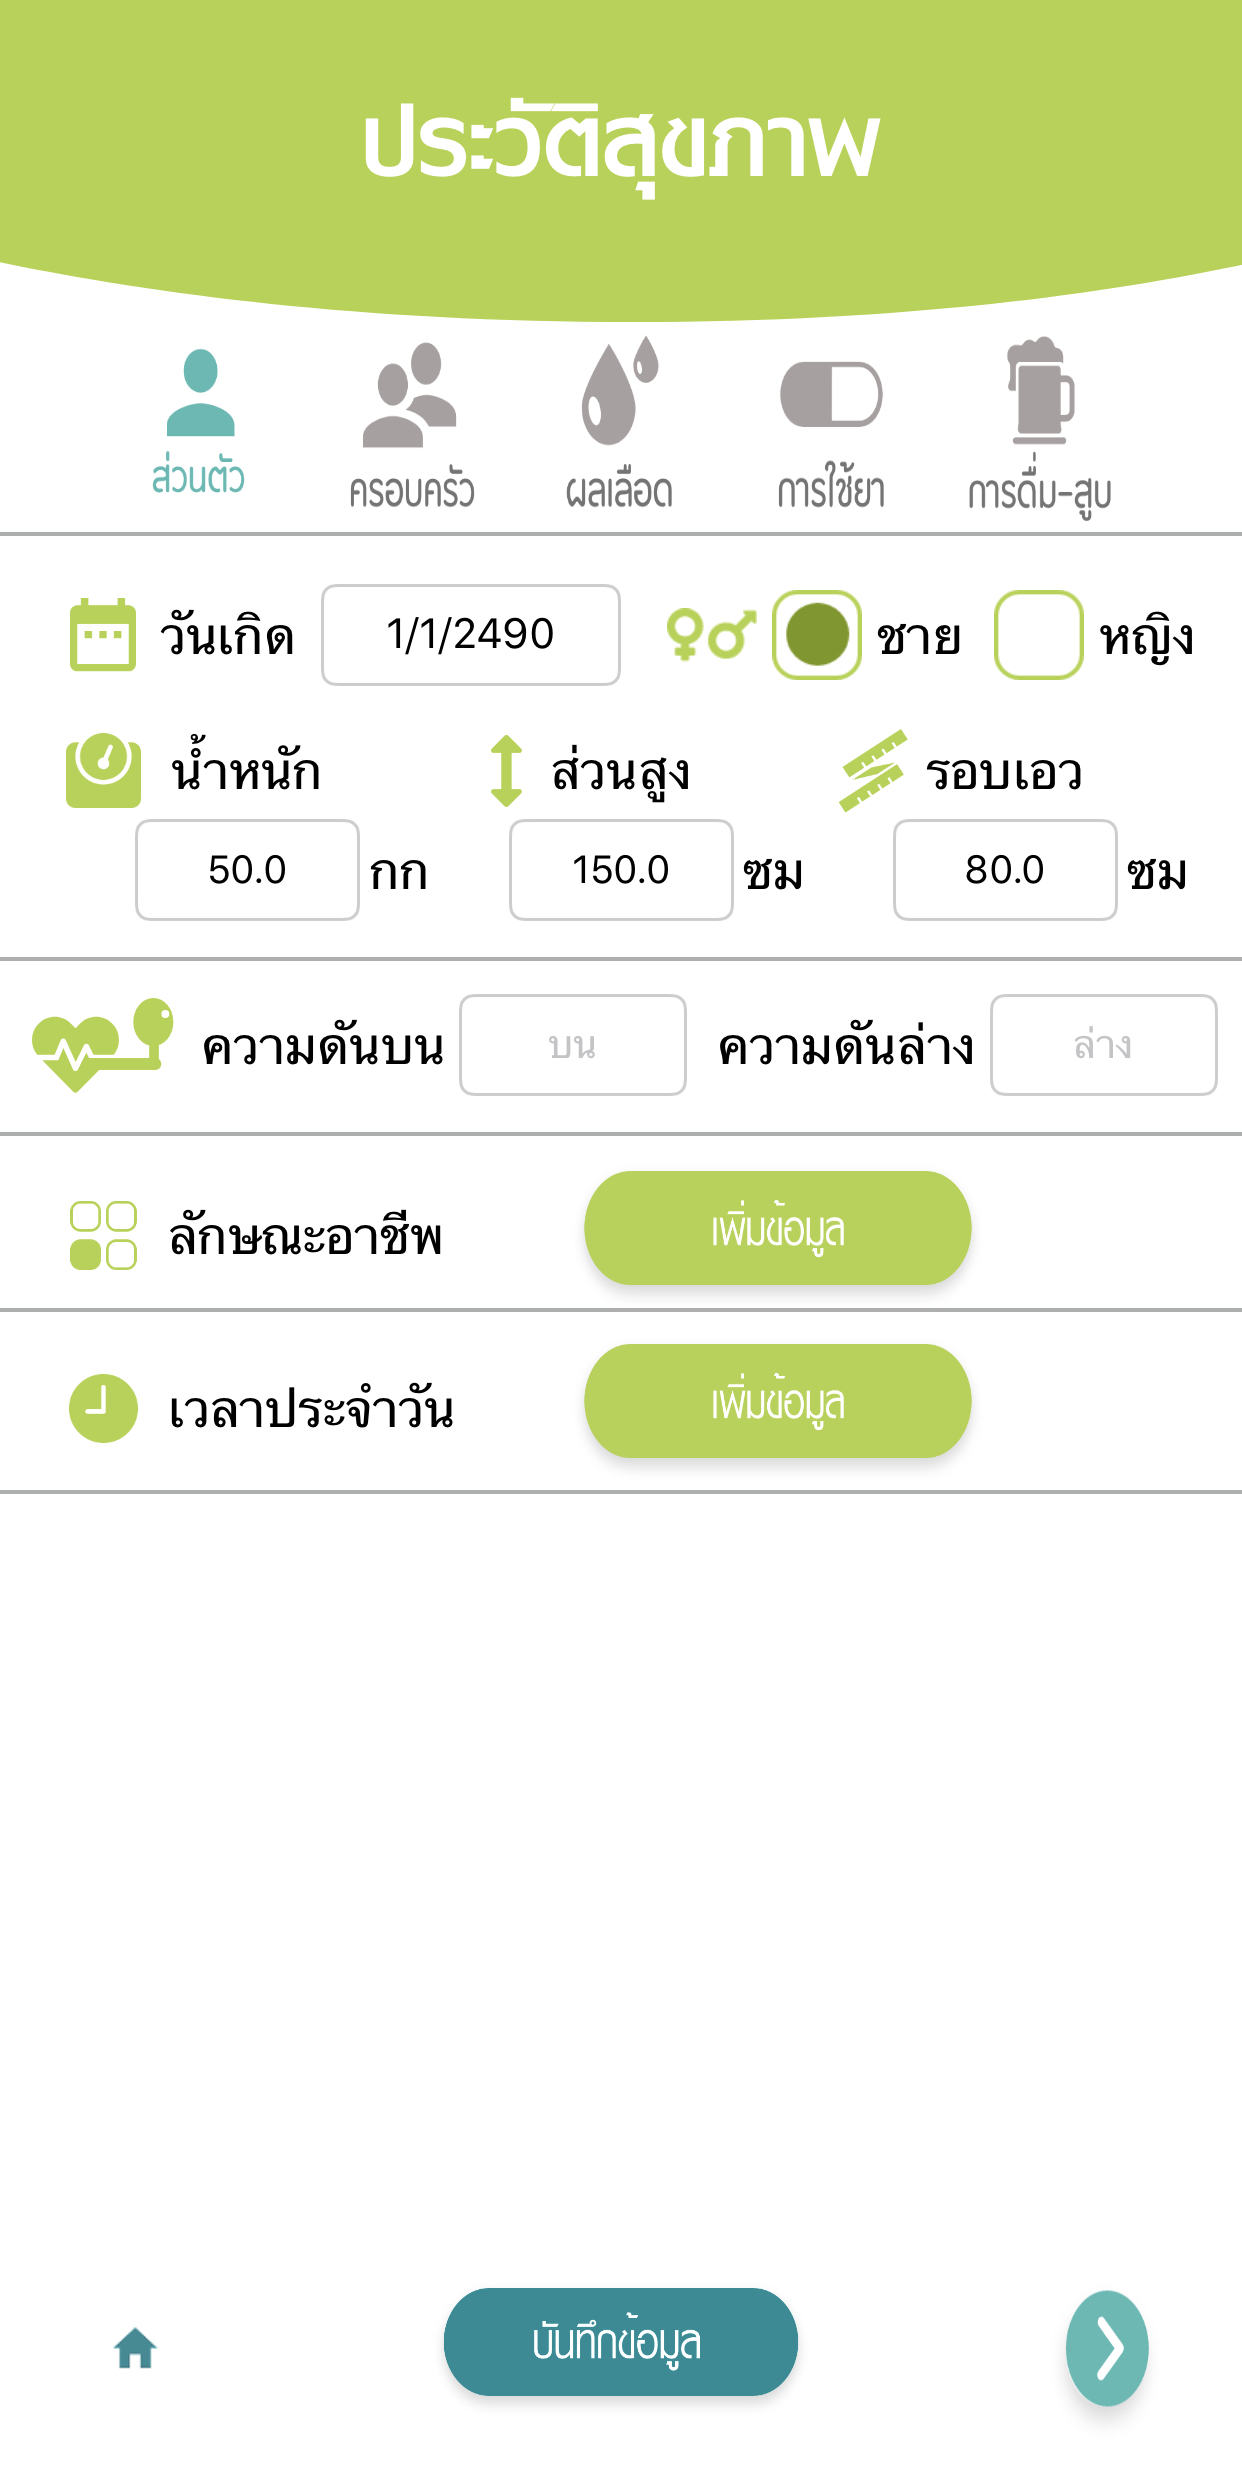 ประวัติสุขภาพ
ส่วนตัว ครอบครัว ผลเลือด การใช้ยา การดื่ม-สูบ
วันเกิด 1/1/2490 ชาย หญิง
น้ำหนัก ส่วนสูง รอบเอว
50.0 กก 150.0 ซม 80.0 ซม
ความดันบน บน ความดันล่าง ล่าง
ลักษณะอาชีพ เพิ่มข้อมูล
เวลาประจำวัน เพิ่มข้อมูล
บันทึกข้อมูล